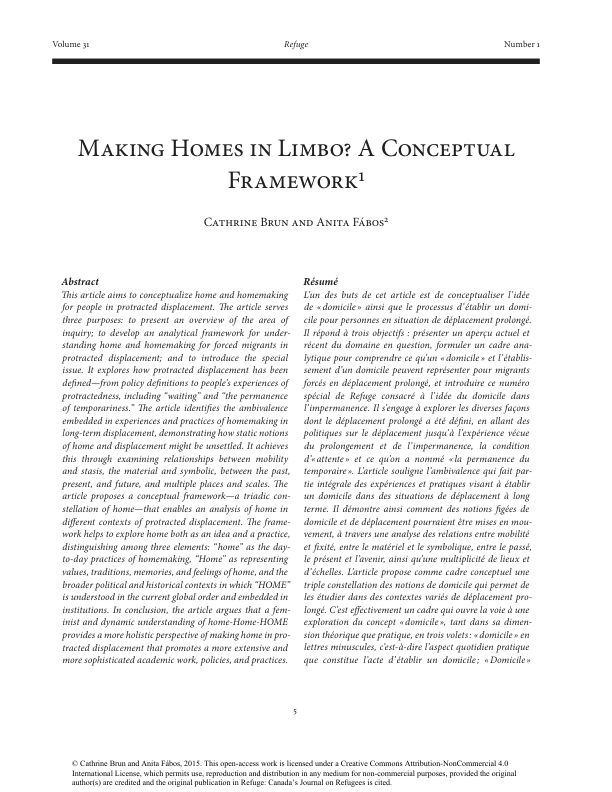 Volume 31
Refuge
Number 1
Making Homes in Limbo? A Conceptual
Framework1
Cathrine Brun and Anita Fábos2
Abstract
This article aims to conceptualize home and homemaking
for people in protracted displacement. The article serves
three purposes: to present an overview of the area of
inquiry; to develop an analytical framework for under-
standing home and homemaking for forced migrants in
protracted displacement; and to introduce the special
issue. It explores how protracted displacement has been
defined—from policy definitions to people's experiences of
protractedness, including "waiting" and "the permanence
of temporariness." The article identifies the ambivalence
embedded in experiences and practices of homemaking in
long-term displacement, demonstrating how static notions
of home and displacement might be unsettled. It achieves
this through examining relationships between mobility
and stasis, the material and symbolic, between the past,
present, and future, and multiple places and scales. The
article proposes a conceptual framework—a triadic con-
stellation of home—that enables an analysis of home in
different contexts of protracted displacement. The frame-
work helps to explore home both as an idea and a practice,
distinguishing among three elements: "home" as the day-
to-day practices of homemaking, "Home" as representing
values, traditions, memories, and feelings of home, and the
broader political and historical contexts in which "HOME"
is understood in the current global order and embedded in
institutions. In conclusion, the article argues that a fem-
inist and dynamic understanding of home-Home-HOME
provides a more holistic perspective of making home in pro-
tracted displacement that promotes a more extensive and
more sophisticated academic work, policies, and practices.
Résumé
L'un des buts de cet article est de conceptualiser l'idée
de « domicile » ainsi que le processus d'établir un domi-
cile pour personnes en situation de déplacement prolongé.
Il répond à trois objectifs : présenter un aperçu actuel et
récent du domaine en question, formuler un cadre ana-
lytique pour comprendre ce qu'un « domicile » et l'établis-
sement d'un domicile peuvent représenter pour migrants
forcés en déplacement prolongé, et introduire ce numéro
spécial de Refuge consacré à l'idée du domicile dans
l'impermanence. Il s'engage à explorer les diverses façons
dont le déplacement prolongé a été défini, en allant des
politiques sur le déplacement jusqu'à l'expérience vécue
du prolongement et de l'impermanence, la condition
d'« attente » et ce qu'on a nommé « la permanence du
temporaire ». L'article souligne l'ambivalence qui fait par-
tie intégrale des expériences et pratiques visant à établir
un domicile dans des situations de déplacement à long
terme. Il démontre ainsi comment des notions figées de
domicile et de déplacement pourraient être mises en mou-
vement, à travers une analyse des relations entre mobilité
et fixité, entre le matériel et le symbolique, entre le passé,
le présent et l'avenir, ainsi qu'une multiplicité de lieux et
d'échelles. L'article propose comme cadre conceptuel une
triple constellation des notions de domicile qui permet de
les étudier dans des contextes variés de déplacement pro-
longé. C'est effectivement un cadre qui ouvre la voie à une
exploration du concept « domicile », tant dans sa dimen-
sion théorique que pratique, en trois volets : « domicile » en
lettres minuscules, c'est-à-dire l'aspect quotidien pratique
que constitue l'acte d'établir un domicile; « Domicile »
5
© Cathrine Brun and Anita Fábos, 2015. This open-access work is licensed under a Creative Commons Attribution-NonCommercial 4.0
International License, which permits use, reproduction and distribution in any medium for non-commercial purposes, provided the original
author(s) are credited and the original publication in Refuge: Canada's Journal on Refugees is cited.